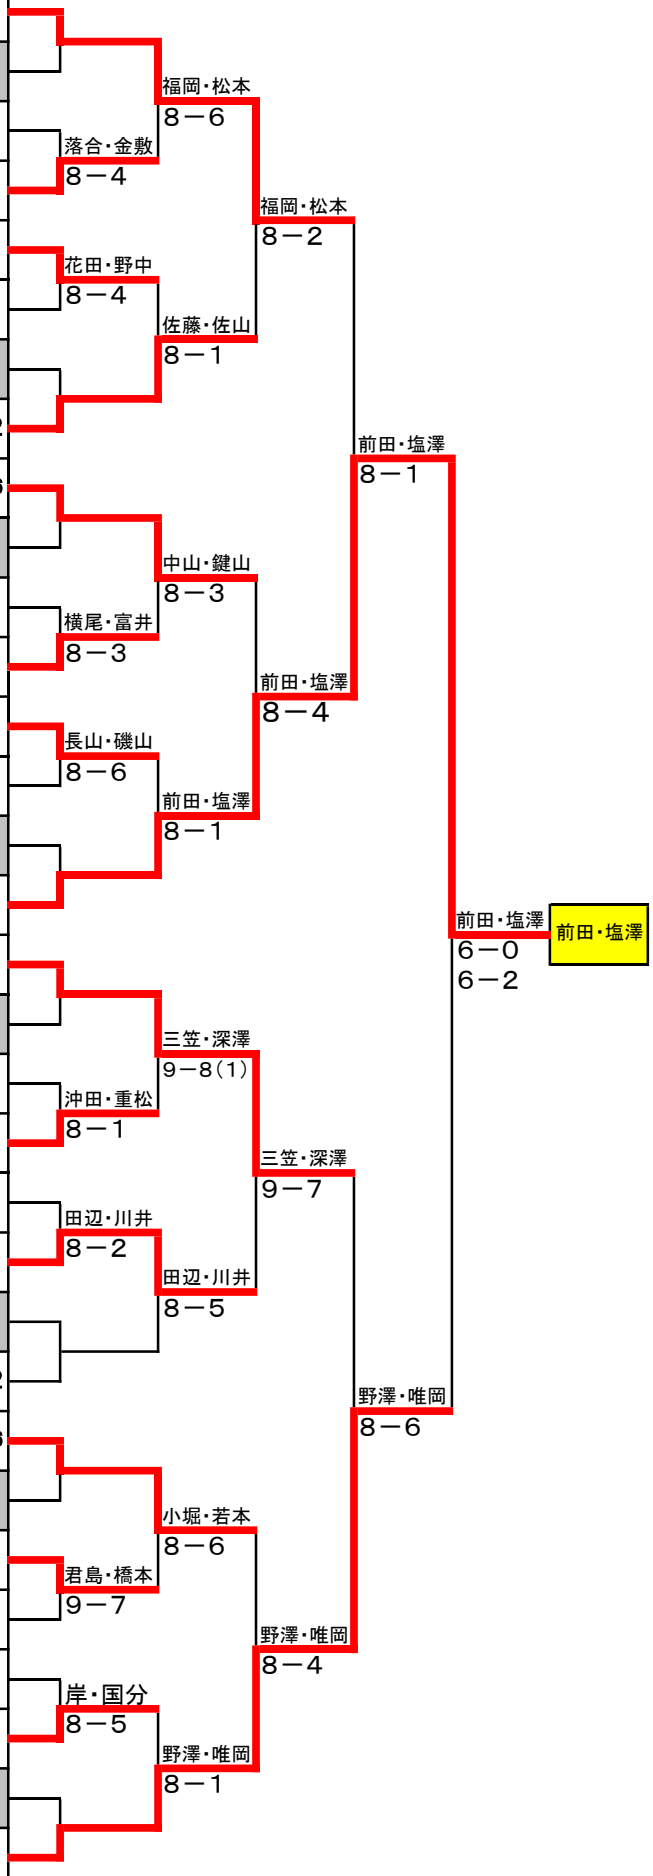 福岡・松本
8－6
落合・金敷
8－4
福岡・松本
8－2
花田・野中
8－4
佐藤・佐山
8－1
前田・塩澤
8－1
中山・鍵山
8－3
横尾・富井
8－3
前田・塩澤
8－4
長山・磯山
8－6
前田・塩澤
8－1
前田・塩澤
6－0
6－2
前田・塩澤
三笠・深澤
9－8(1)
沖田・重松
8－1
三笠・深澤
9－7
田辺・川井
8－2
田辺・川井
8－5
野澤・唯岡
8－6
小堀・若本
8－6
君島・橋本
9－7
野澤・唯岡
8－4
岸・国分
8－5
野澤・唯岡
8－1